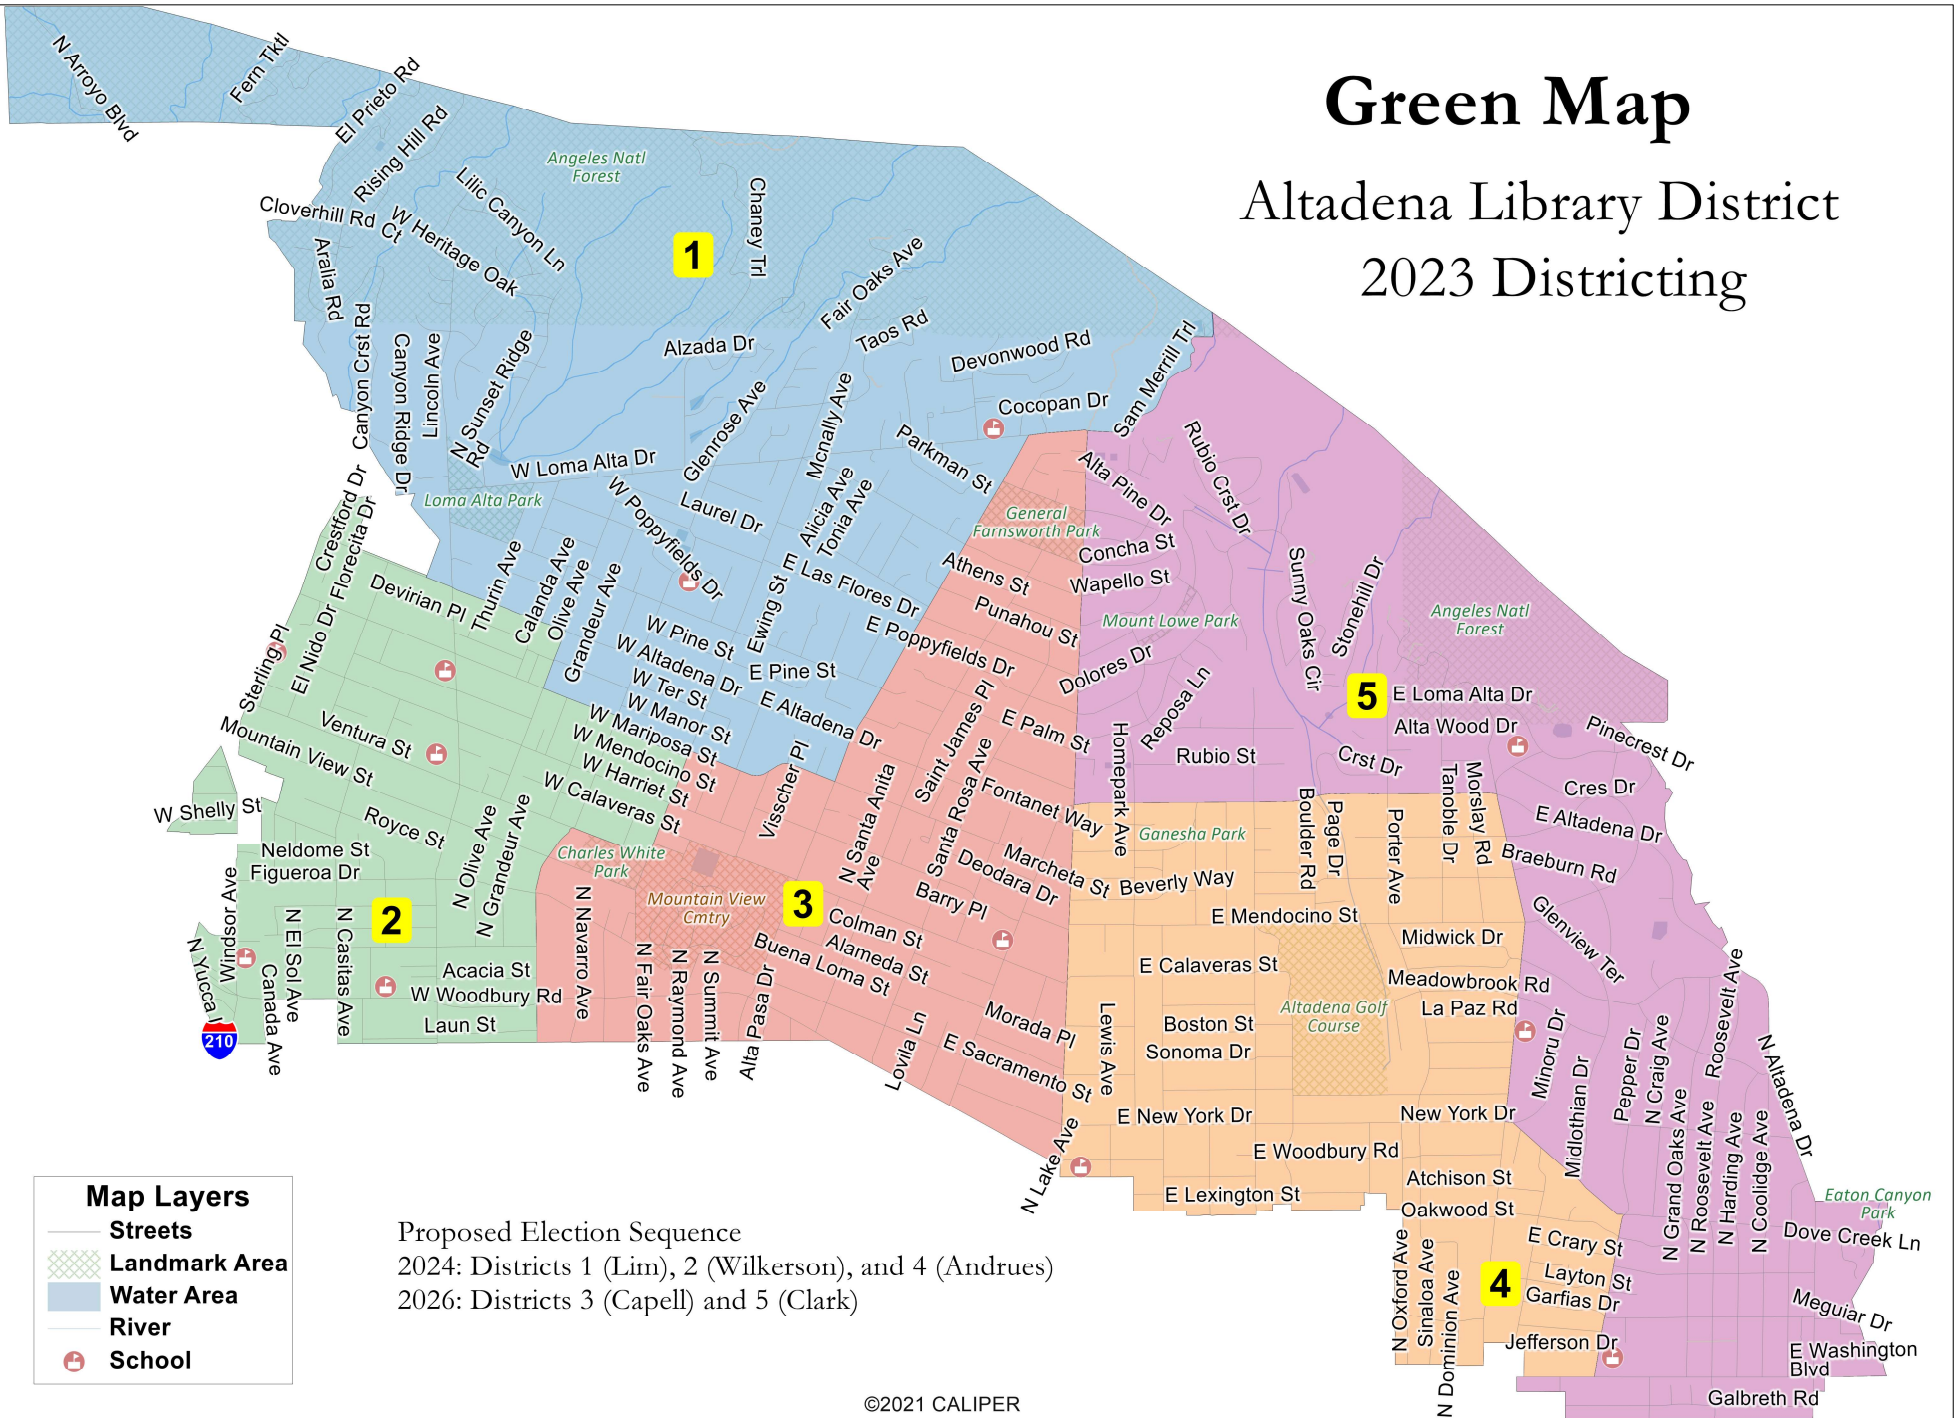 Green Map
Altadena Library District
2023 Districting
N Arroyo Blvd
Fern Tktl
El Prieto Rd
Rising Hill Rd
Angeles Natl
Forest
Lilic Canyon Ln
Cloverhill Rd
Ct
W Heritage Oak
Chaney Trl
1
Aralia Rd
Fair Oaks Ave
Canyon Crst Rd
Canyon Ridge Dr
Lincoln Ave
N Sunset Ridge
Rd
Alzada Dr
Taos Rd
Devonwood Rd
Sam Merrill Trl
Cocopan Dr
Glenrose Ave
Mcnally Ave
Parkman St
W Loma Alta Dr
Loma Alta Park
W Poppyfields Dr
Laurel Dr
Alicia Ave
Tonia Ave
General
Farnsworth Park
Alta Pine Dr
Rubio Crst Dr
Crestford Dr
El Nido Dr
Florecita Dr
Devirian Pl
Thurin Ave
Calanda Ave
Olive Ave
Grandeur Ave
E Las Flores Dr
Ewing St
Athens St
Concha St
Wapello St
Punahou St
Mount Lowe Park
Sunny Oaks Cir
Stonehill Dr
Angeles Natl
Forest
W Pine St
W Altadena Dr
E Pine St
E Poppyfields Dr
Dolores Dr
Sterling Pl
W Ter St
W Manor St
E Altadena Dr
Saint James Pl
E Palm St
Reposa Ln
5
E Loma Alta Dr
Alta Wood Dr
Pinecrest Dr
Ventura St
Mountain View St
W Mariposa St
W Mendocino St
W Harriet St
W Calaveras St
Visscher Pl
Santa Rosa Ave
Homepark Ave
Rubio St
Crst Dr
Tanoble Dr
Morslay Rd
Cres Dr
W Shelly St
Royce St
N Santa Anita
Ave
Fontanet Way
Ganesha Park
Boulder Rd
Page Dr
Porter Ave
E Altadena Dr
Neldome St
Figueroa Dr
N Olive Ave
N Grandeur Ave
Charles White
Park
Mountain View
Cmtry
3
Deodara Dr
Marcheta St
Barry Pl
Beverly Way
Braeburn Rd
Winpisor Ave
N Yucca L
N El Sol Ave
N Casitas Ave
2
N Navarro Ave
Colman St
Alameda St
Buena Loma St
E Mendocino St
Midwick Dr
Glenview Ter
Canada Ave
Acacia St
W Woodbury Rd
Laun St
N Fair Oaks Ave
N Raymond Ave
N Summit Ave
Alta Pasa Dr
E Calaveras St
Meadowbrook Rd
Altadena Golf
Course
La Paz Rd
Roosevelt Ave
210
Lovila Ln
Morada Pl
E Sacramento St
Lewis Ave
Boston St
Sonoma Dr
Minoru Dr
Midlothian Dr
Pepper Dr
N Craig Ave
N Altadena Dr
E New York Dr
New York Dr
N Lake Ave
E Woodbury Rd
E Lexington St
Atchison St
Oakwood St
N Grand Oaks Ave
N Roosevelt Ave
N Harding Ave
N Coolidge Ave
Eaton Canyon
Park
Dove Creek Ln
E Crary St
Layton St
Garfias Dr
Jefferson Dr
4
N Oxford Ave
Sinaloa Ave
N Dominion Ave
Meguiar Dr
E Washington
Blvd
Galbreth Rd
Map Layers
Streets
Landmark Area
Water Area
River
School
Proposed Election Sequence
2024: Districts 1 (Lim), 2 (Wilkerson), and 4 (Andrues)
2026: Districts 3 (Capell) and 5 (Clark)
©2021 CALIPER